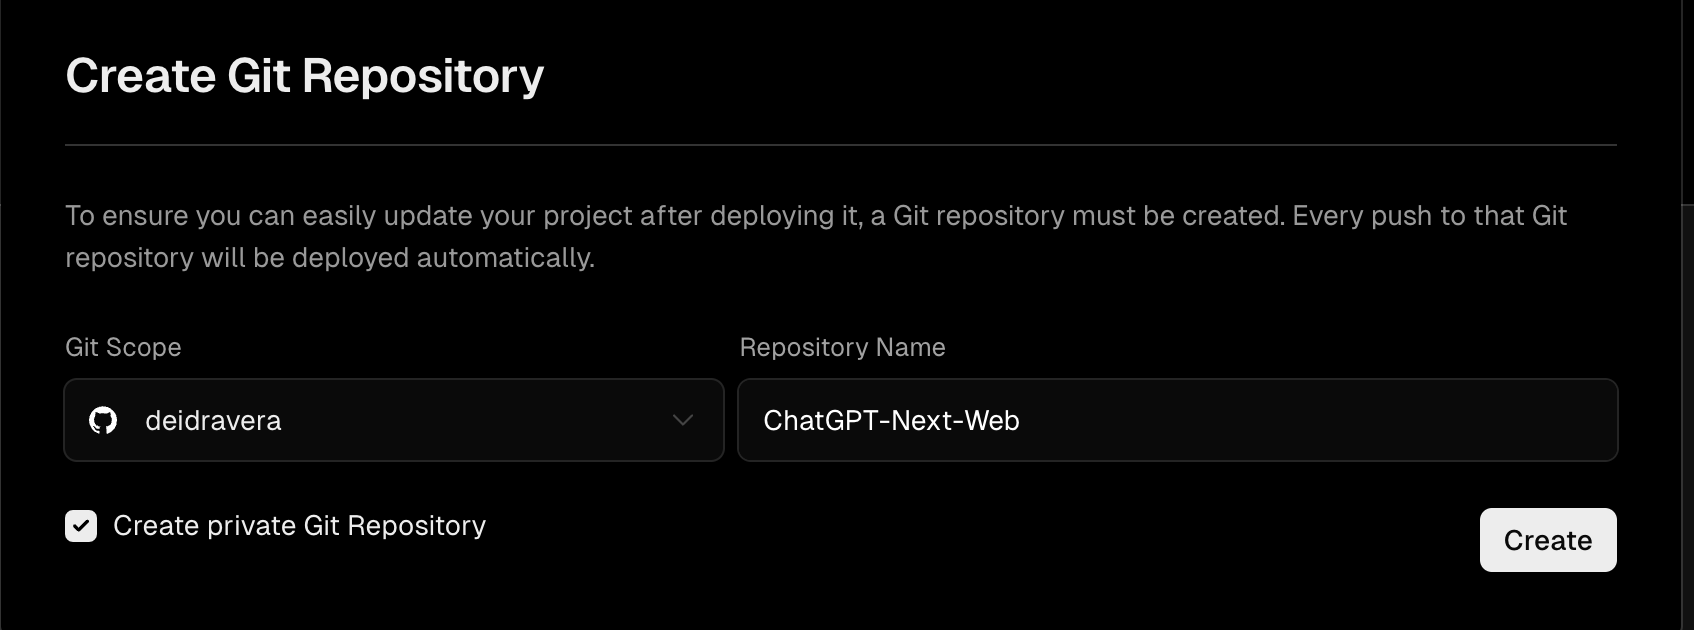 Create Git Repository
To ensure you can easily update your project after deploying it, a Git repository must be created. Every push to that Git
repository will be deployed automatically.
Git Scope
Repository Name
deidravera
ChatGPT-Next-Web
Create private Git Repository
Create